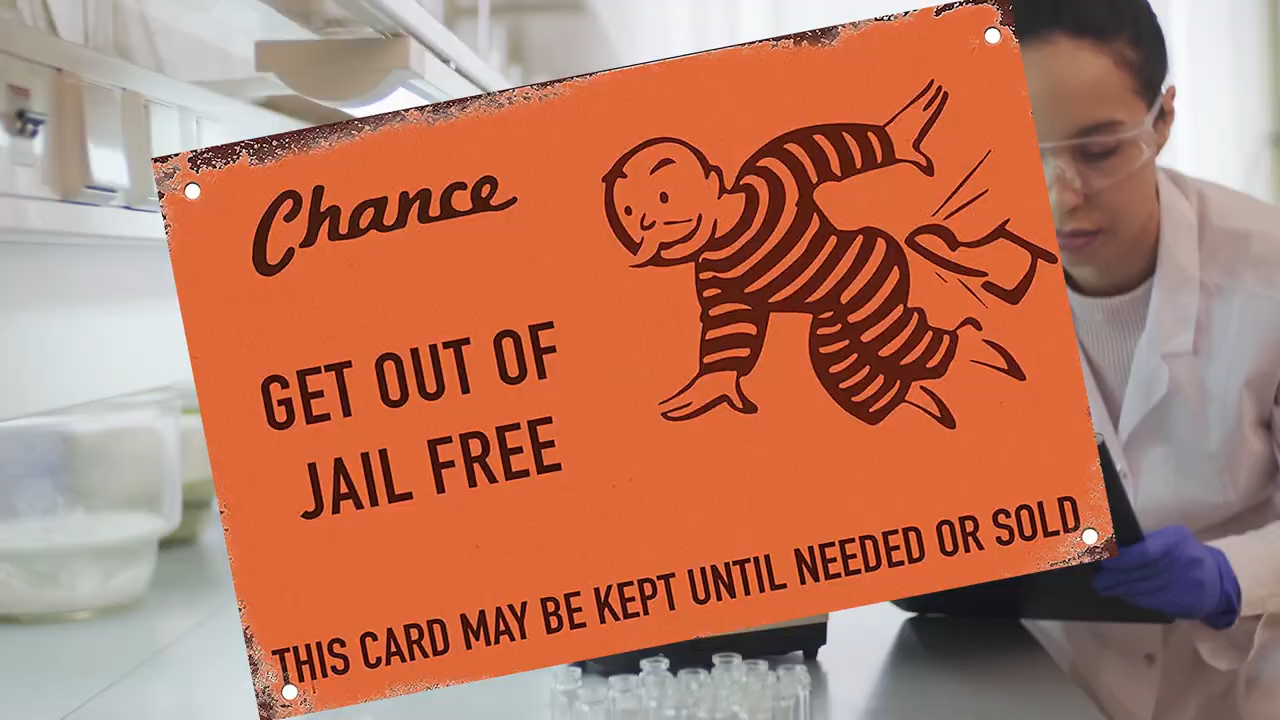 Chance
GET OUT OF
JAIL FREE
THIS CARD MAY BE KEPT UNTIL NEEDED OR SOLD